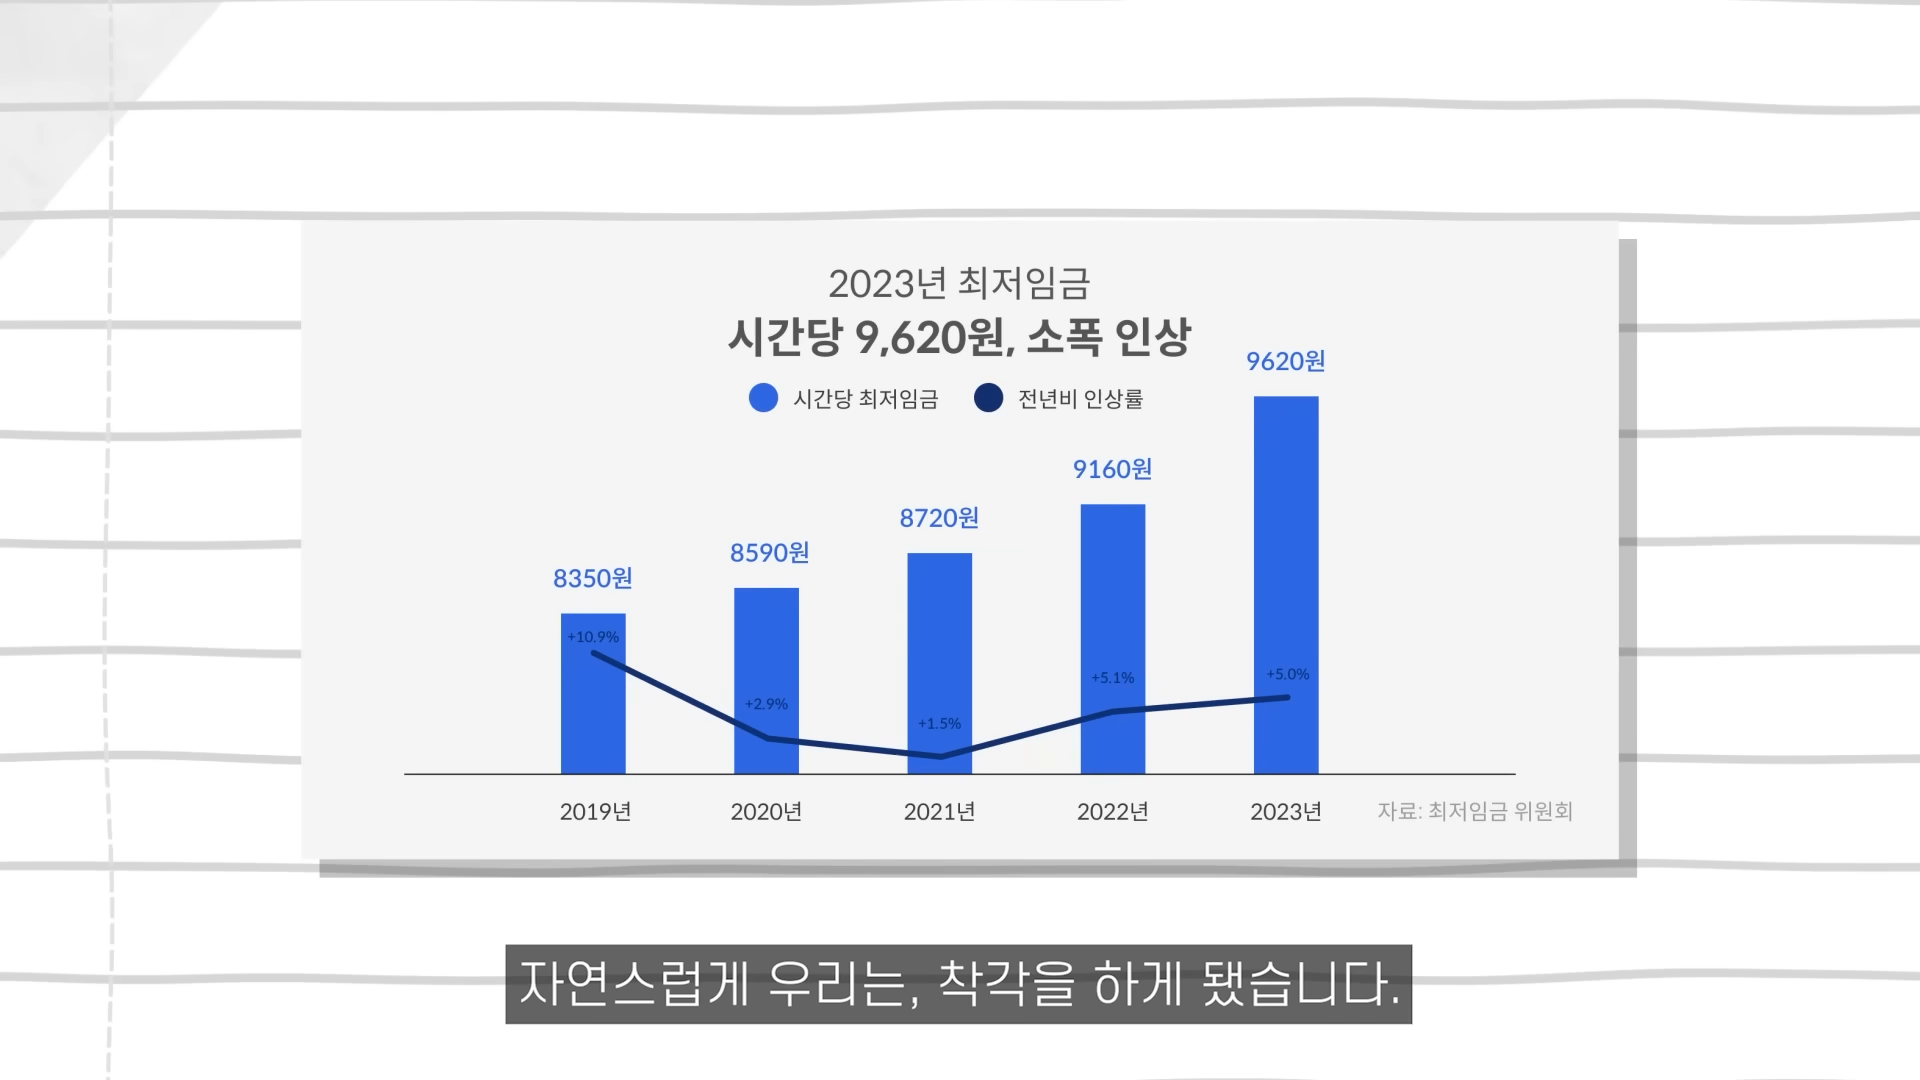 2023년 최저임금
시간당 9,620원, 소폭 인상
시간당 최저임금
전년비 인상률
8350원
8590원
8720원
9160원
9620원
+10.9%
+2.9%
+1.5%
+5.1%
+5.0%
2019년
2020년
2021년
2022년
2023년
자료: 최저임금 위원회
자연스럽게 우리는, 착각을 하게 됐습니다.